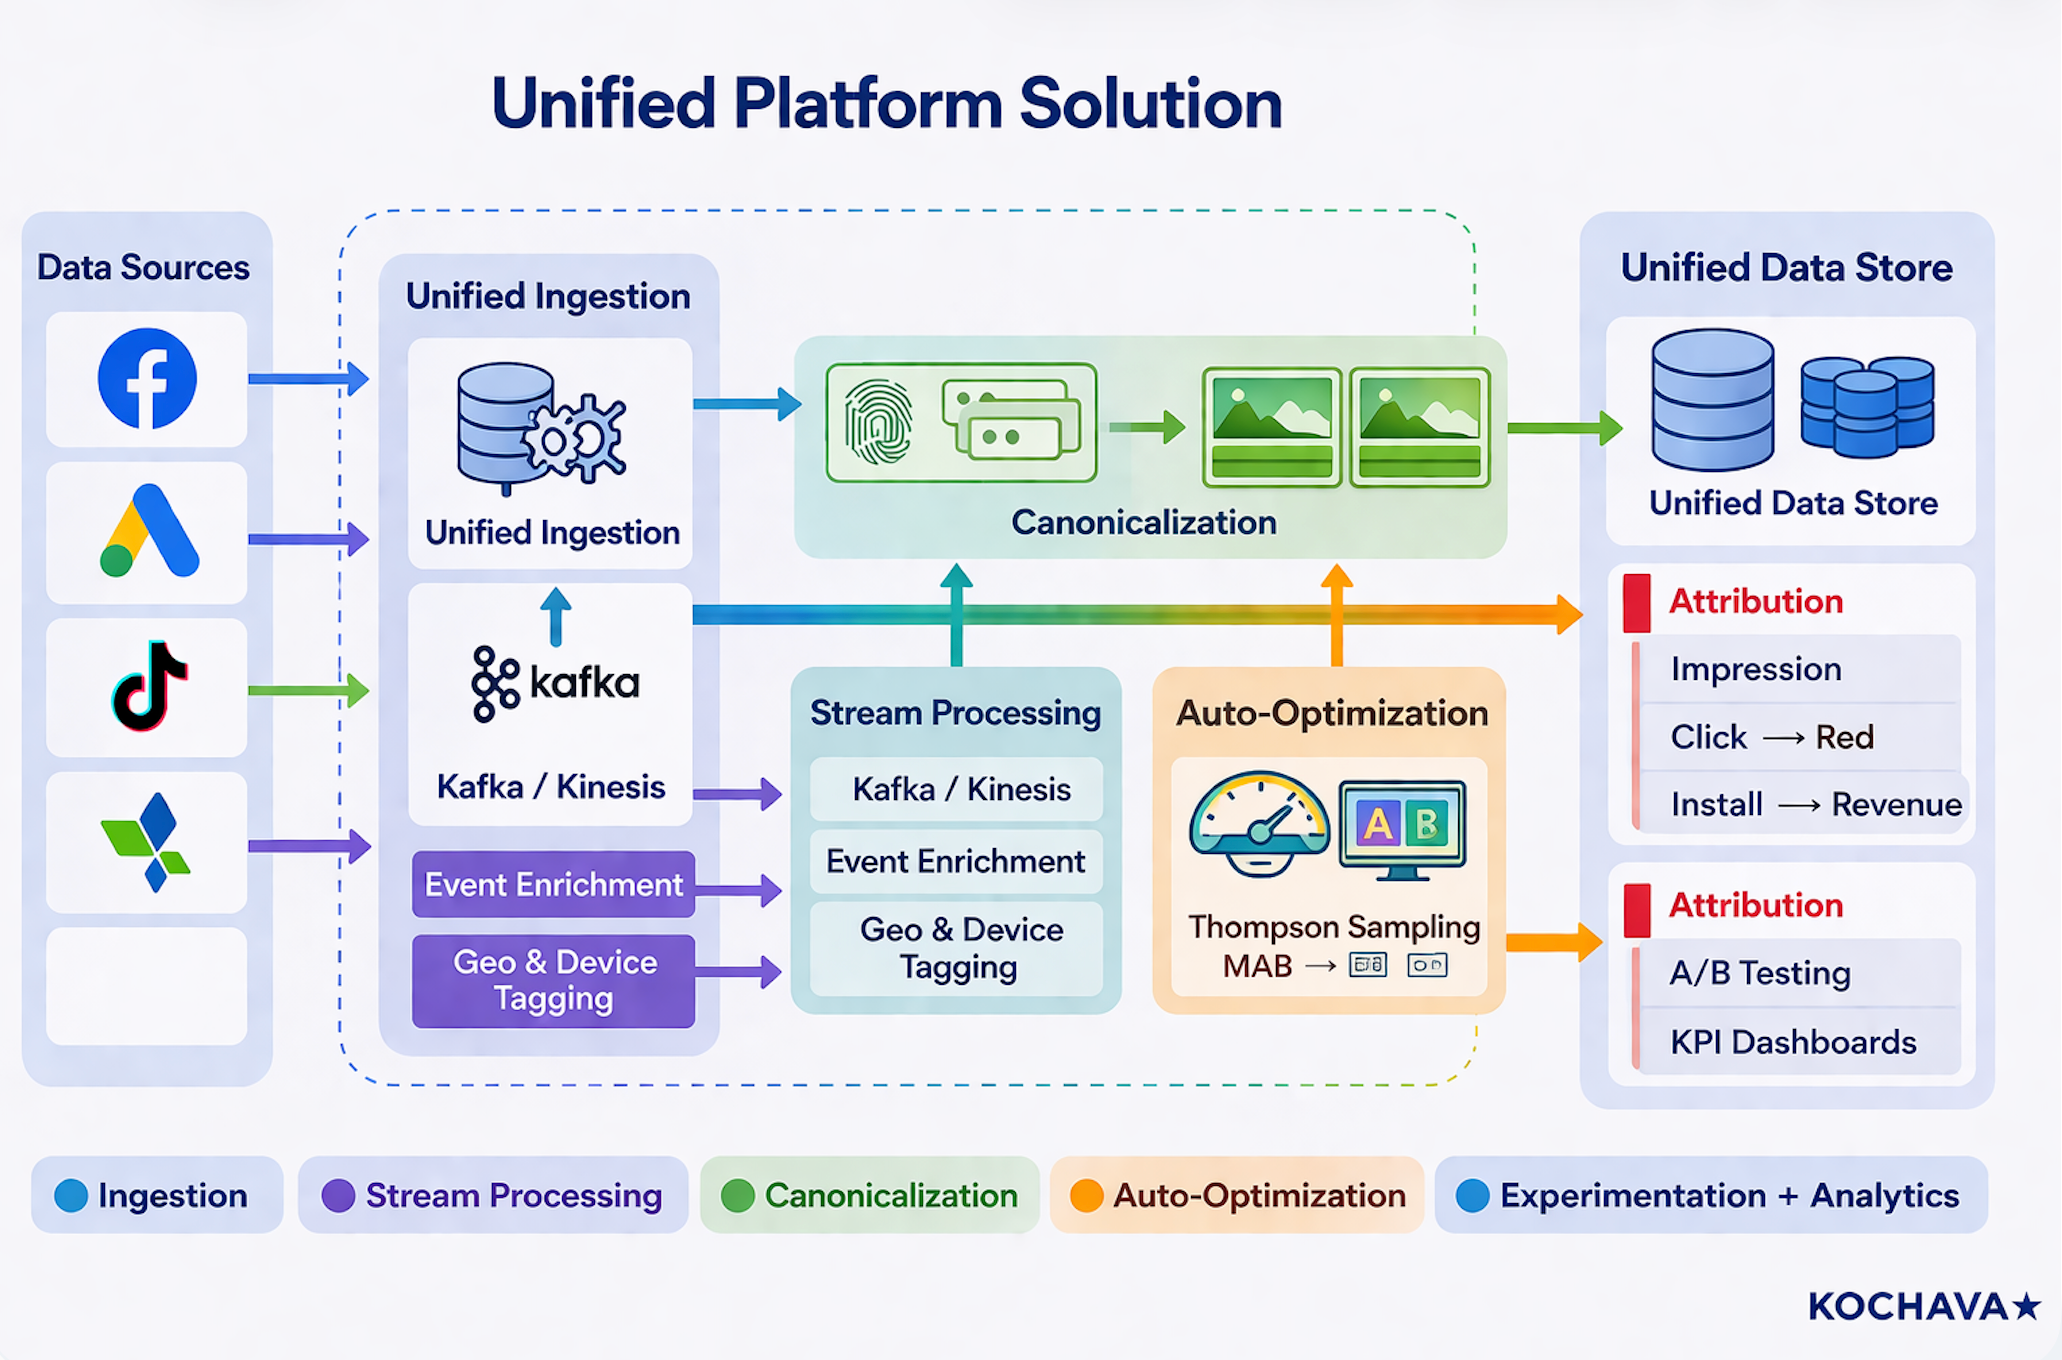 Unified Platform Solution
Data Sources
Unified Ingestion
Unified Ingestion
kafka
Kafka / Kinesis
Event Enrichment
Geo & Device
Tagging
Canonicalization
Stream Processing
Kafka / Kinesis
Event Enrichment
Geo & Device
Tagging
Auto-Optimization
A B
Thompson Sampling
MAB →
Unified Data Store
Unified Data Store
Attribution
Impression
Click → Red
Install → Revenue
Attribution
A/B Testing
KPI Dashboards
Ingestion
Stream Processing
Canonicalization
Auto-Optimization
Experimentation + Analytics
KOCHAVA★